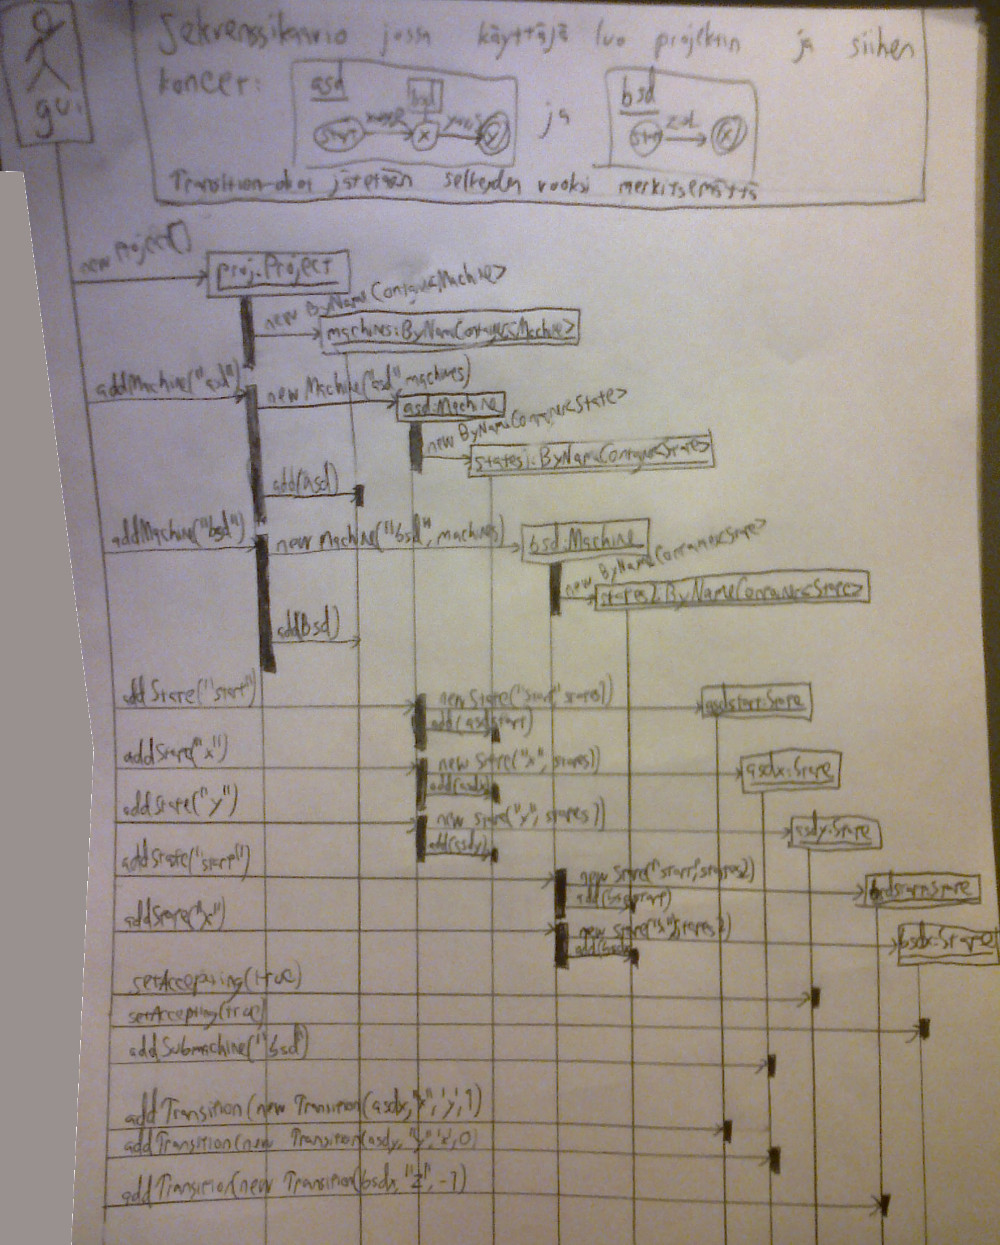 Sekvenssikaavio jossa käyttäjä luo projektin ja siihen
koneet:
asd
bsd
start
x
y
ja
bsd
start
x
Transition-oliot jätetään selkeyden vuoksi merkitsemättä
gui
new Project()
proj:Project
new ByNameContainer<Machine>
machines:ByNameContainer<Machine>
addMachine("asd")
new Machine("asd" machines)
asd:Machine
new ByNameContainer<State>
states1:ByNameContainer<State>
add(asd)
addMachine("bsd")
new Machine("bsd", machines)
bsd:Machine
new ByNameContainer<State>
states2:ByNameContainer<State>
add(bsd)
addState("start")
new State("start", states1)
asdstart:State
add(asdstart)
addState("x")
new State("x", states1)
asdx:State
add(asdx)
addState("y")
new State("y", states1)
asdy:State
add(asdy)
addState("start")
new State("start", states2)
bsdstart:State
add(bsdstart)
addState("x")
new State("x", states2)
bsdx:State
add(bsdx)
setAccepting(true)
setAccepting(true)
addSubmachine("bsd")
addTransition(new Transition(asdx,"x",'y',1)
addTransition(new Transition(asdy,"y",'x',0)
addTransition(new Transition(bsdx,"z",-1)